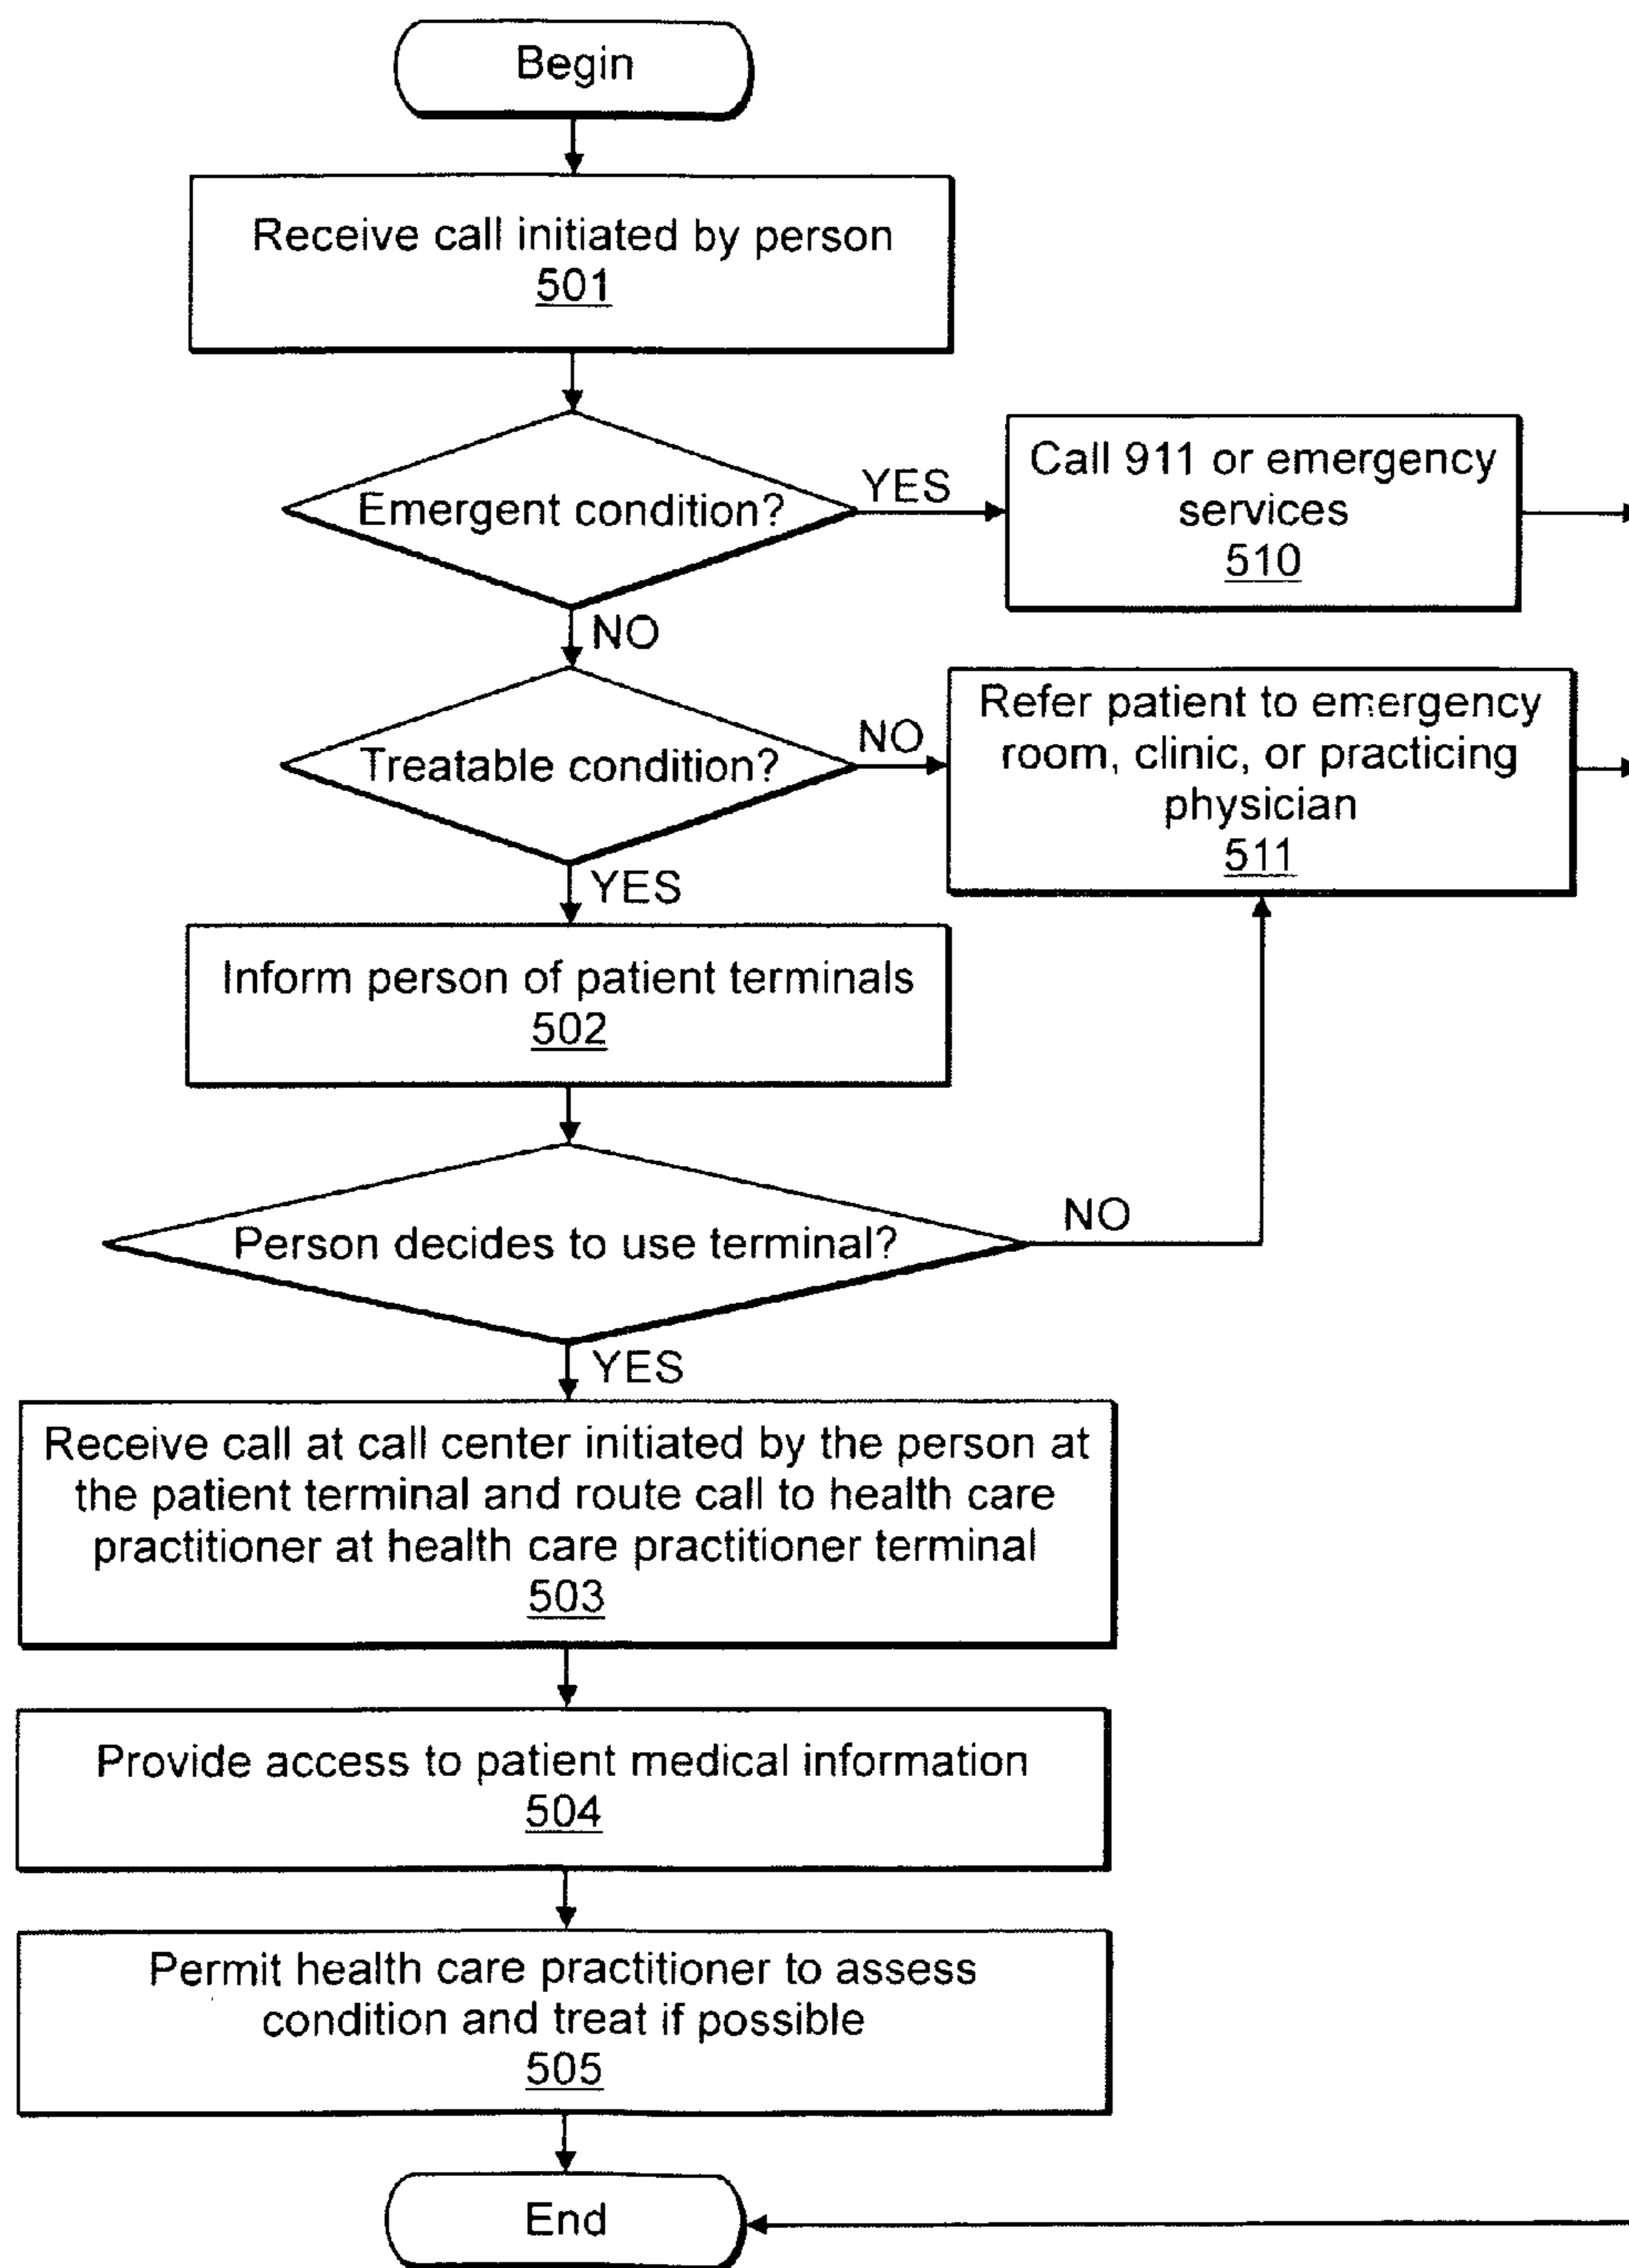 Begin
Receive call initiated by person
501
Emergent condition?
YES
Call 911 or emergency
services
510
NO
Treatable condition?
NO
Refer patient to emergency
room, clinic, or practicing
physician
511
YES
Inform person of patient terminals
502
Person decides to use terminal?
NO
YES
Receive call at call center initiated by the person at
the patient terminal and route call to health care
practitioner at health care practitioner terminal
503
Provide access to patient medical information
504
Permit health care practitioner to assess
condition and treat if possible
505
End